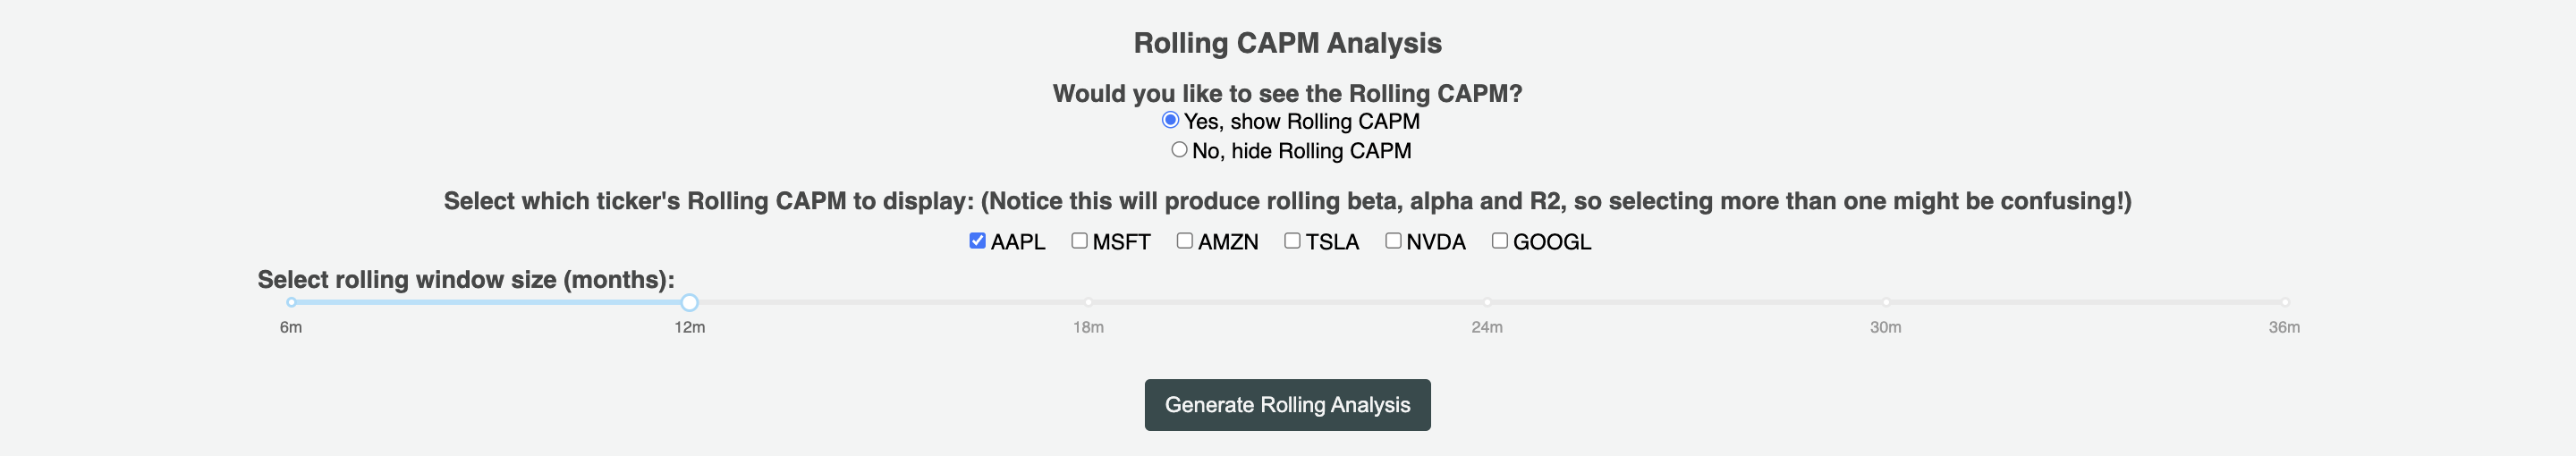 Rolling CAPM Analysis
Would you like to see the Rolling CAPM?
Yes, show Rolling CAPM
No, hide Rolling CAPM
Select which ticker's Rolling CAPM to display: (Notice this will produce rolling beta, alpha and R2, so selecting more than one might be confusing!)
AAPL MSFT AMZN TSLA NVDA GOOGL
Select rolling window size (months):
6m 12m 18m 24m 30m 36m
Generate Rolling Analysis